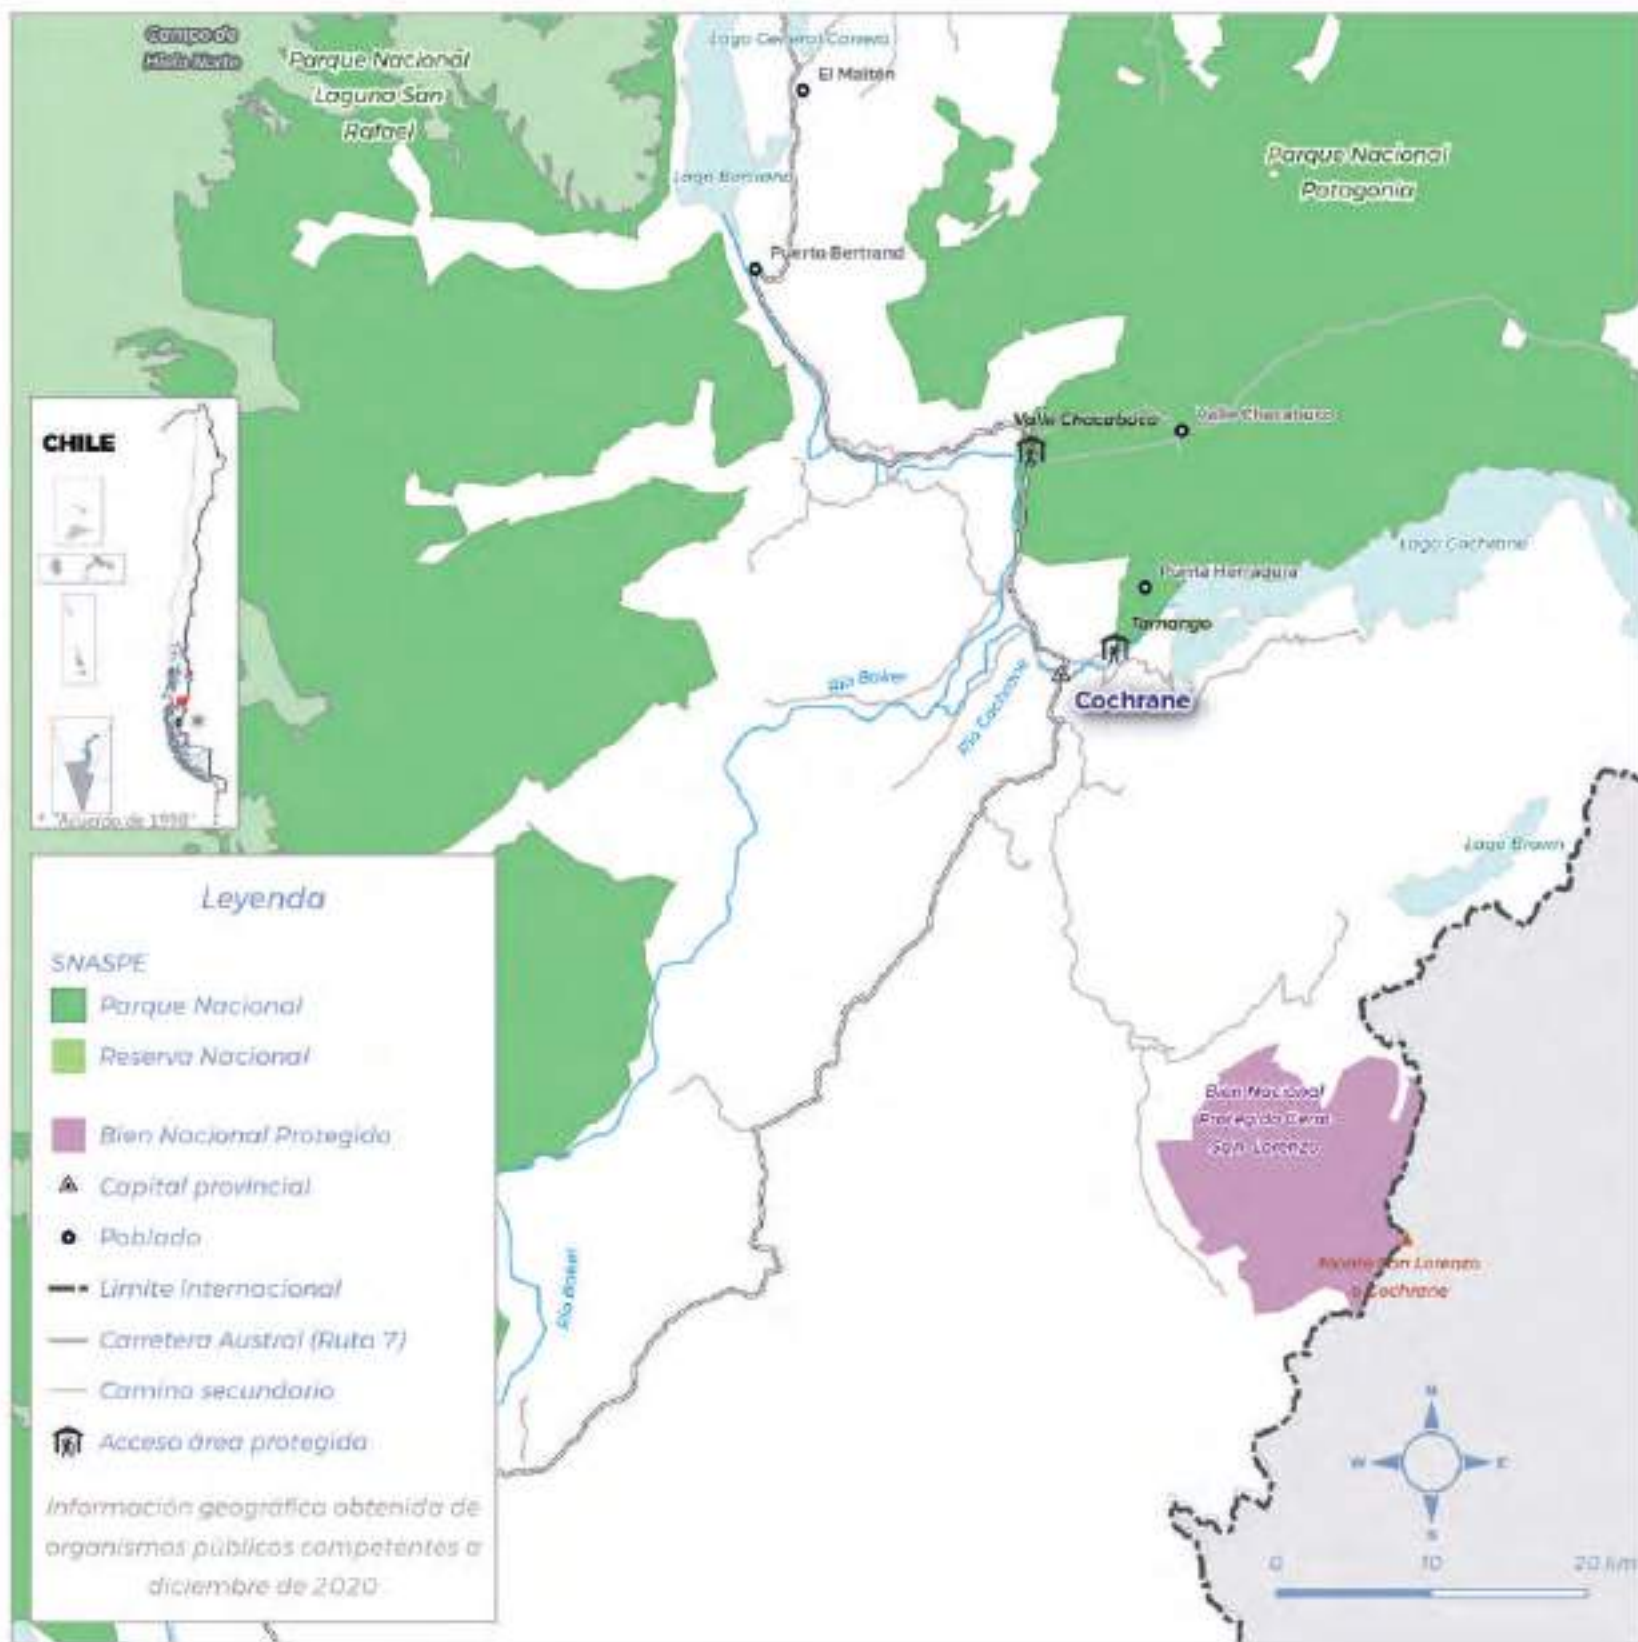 Campo de
Hielo Norte
Parque Nacional
Laguna San
Rafael
Lago General Carrera
El Maitén
Lago Bertrand
Puerto Bertrand
Parque Nacional
Patagonia
Valle Chacabuco
Valle Chacabuco
Lago Cochrane
Punta Herradura
Tamango
Río Baker
Río Cochrane
Cochrane
Lago Brown
CHILE
* "Acuerdo de 1998"
Leyenda
SNASPE
Parque Nacional
Reserva Nacional
Bien Nacional Protegido
Capital provincial
Poblado
Límite internacional
Carretera Austral (Ruta 7)
Camino secundario
Acceso área protegida
Información geográfica obtenida de
organismos públicos competentes a
diciembre de 2020
Río Baker
Bien Nacional
Protegido Cerro
San Lorenzo
Monte San Lorenzo
o Cochrane
N
W
E
S
0 10 20 km